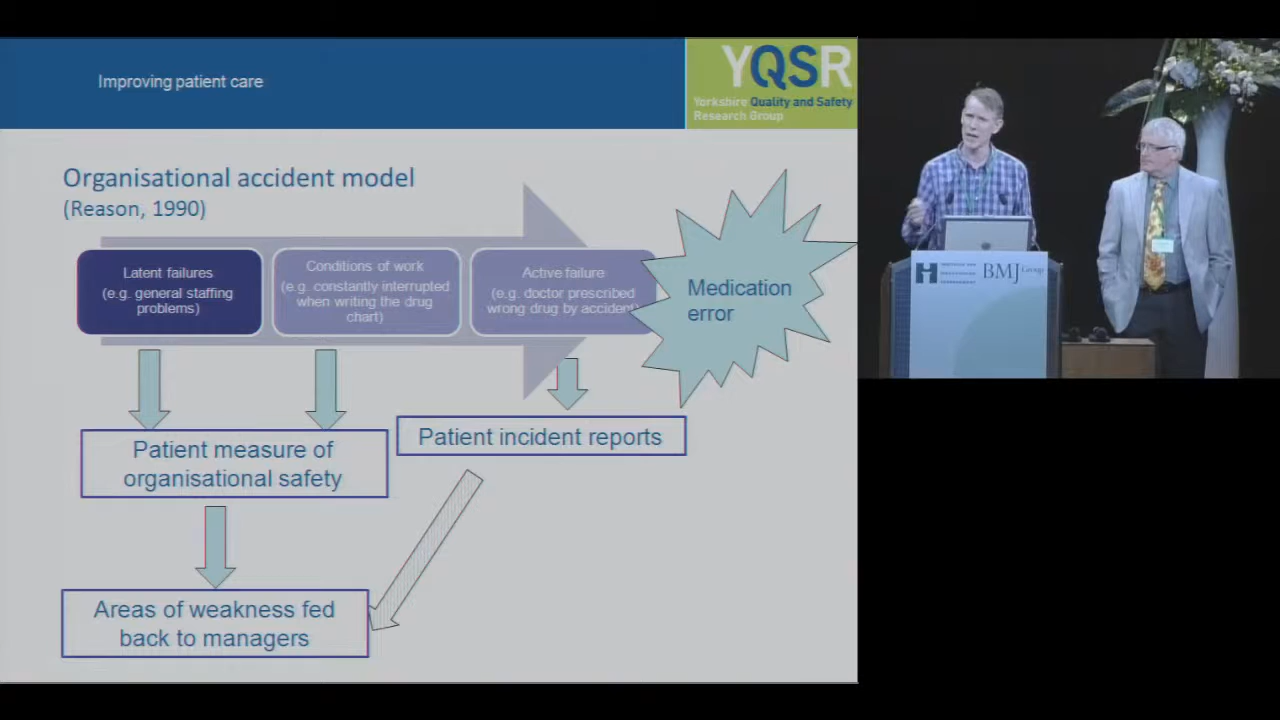 Improving patient care
YQSR
Yorkshire Quality and Safety
Research Group
Organisational accident model
(Reason, 1990)
Latent failures
(e.g. general staffing
problems)
Conditions of work
(e.g. constantly interrupted
when writing the drug
chart)
Active failure
(e.g. doctor prescribed
wrong drug by accident)
Medication
error
Patient measure of
organisational safety
Patient incident reports
Areas of weakness fed
back to managers
BMJ Group